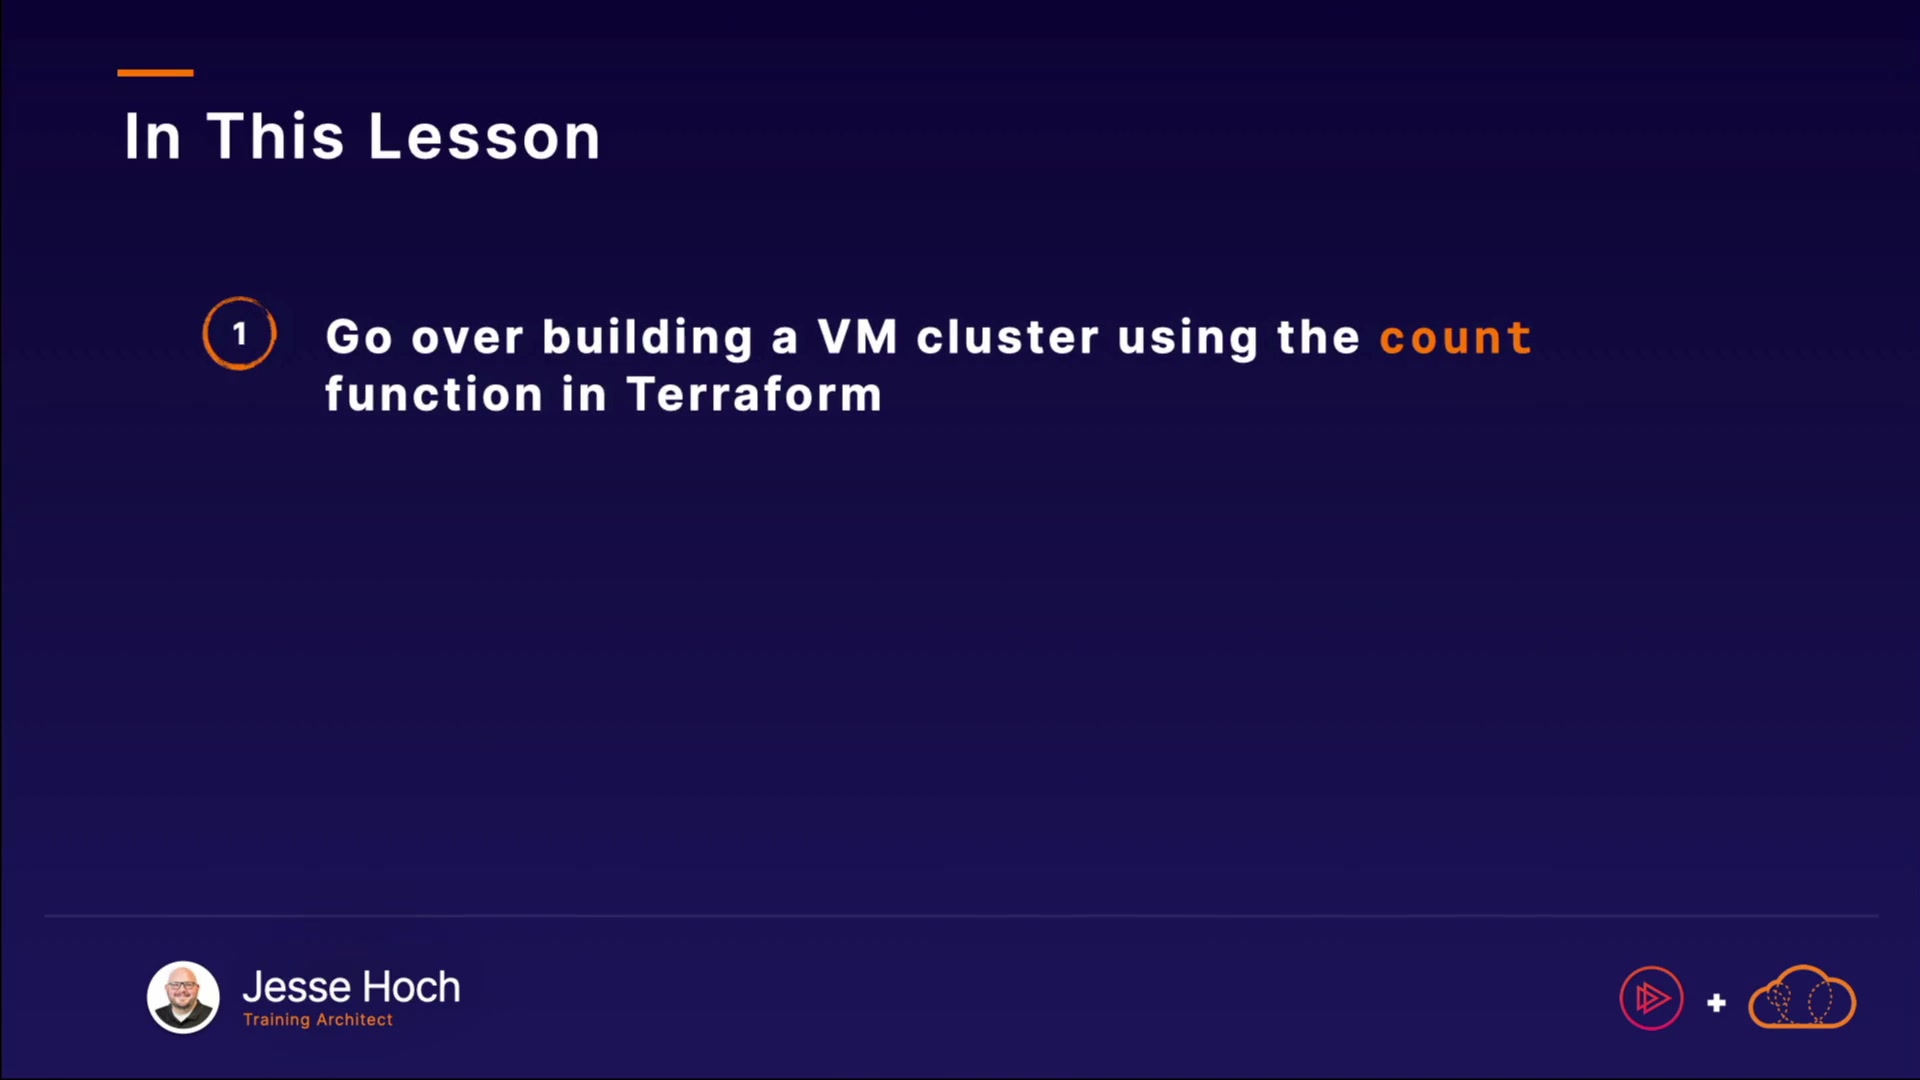 In This Lesson
1
Go over building a VM cluster using the count
function in Terraform
Jesse Hoch
Training Architect
+